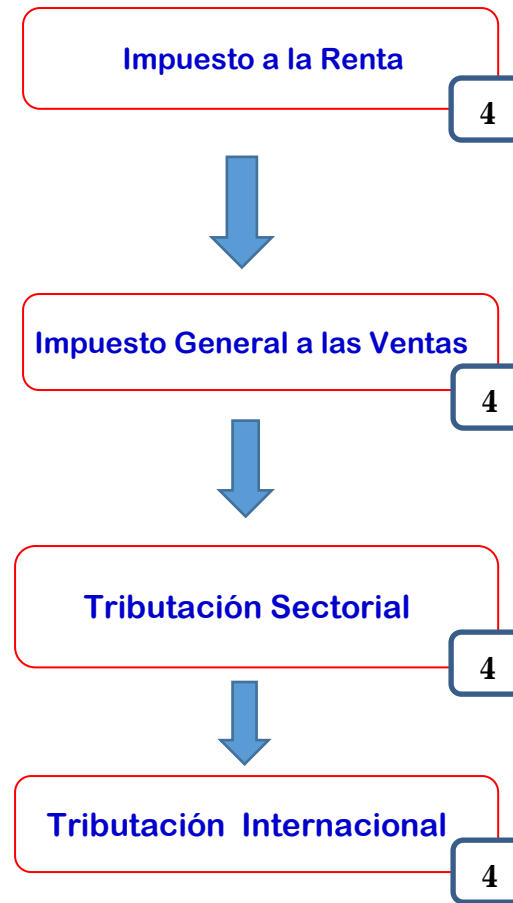 Impuesto a la Renta
4
Impuesto General a las Ventas
4
Tributación Sectorial
4
Tributación Internacional
4